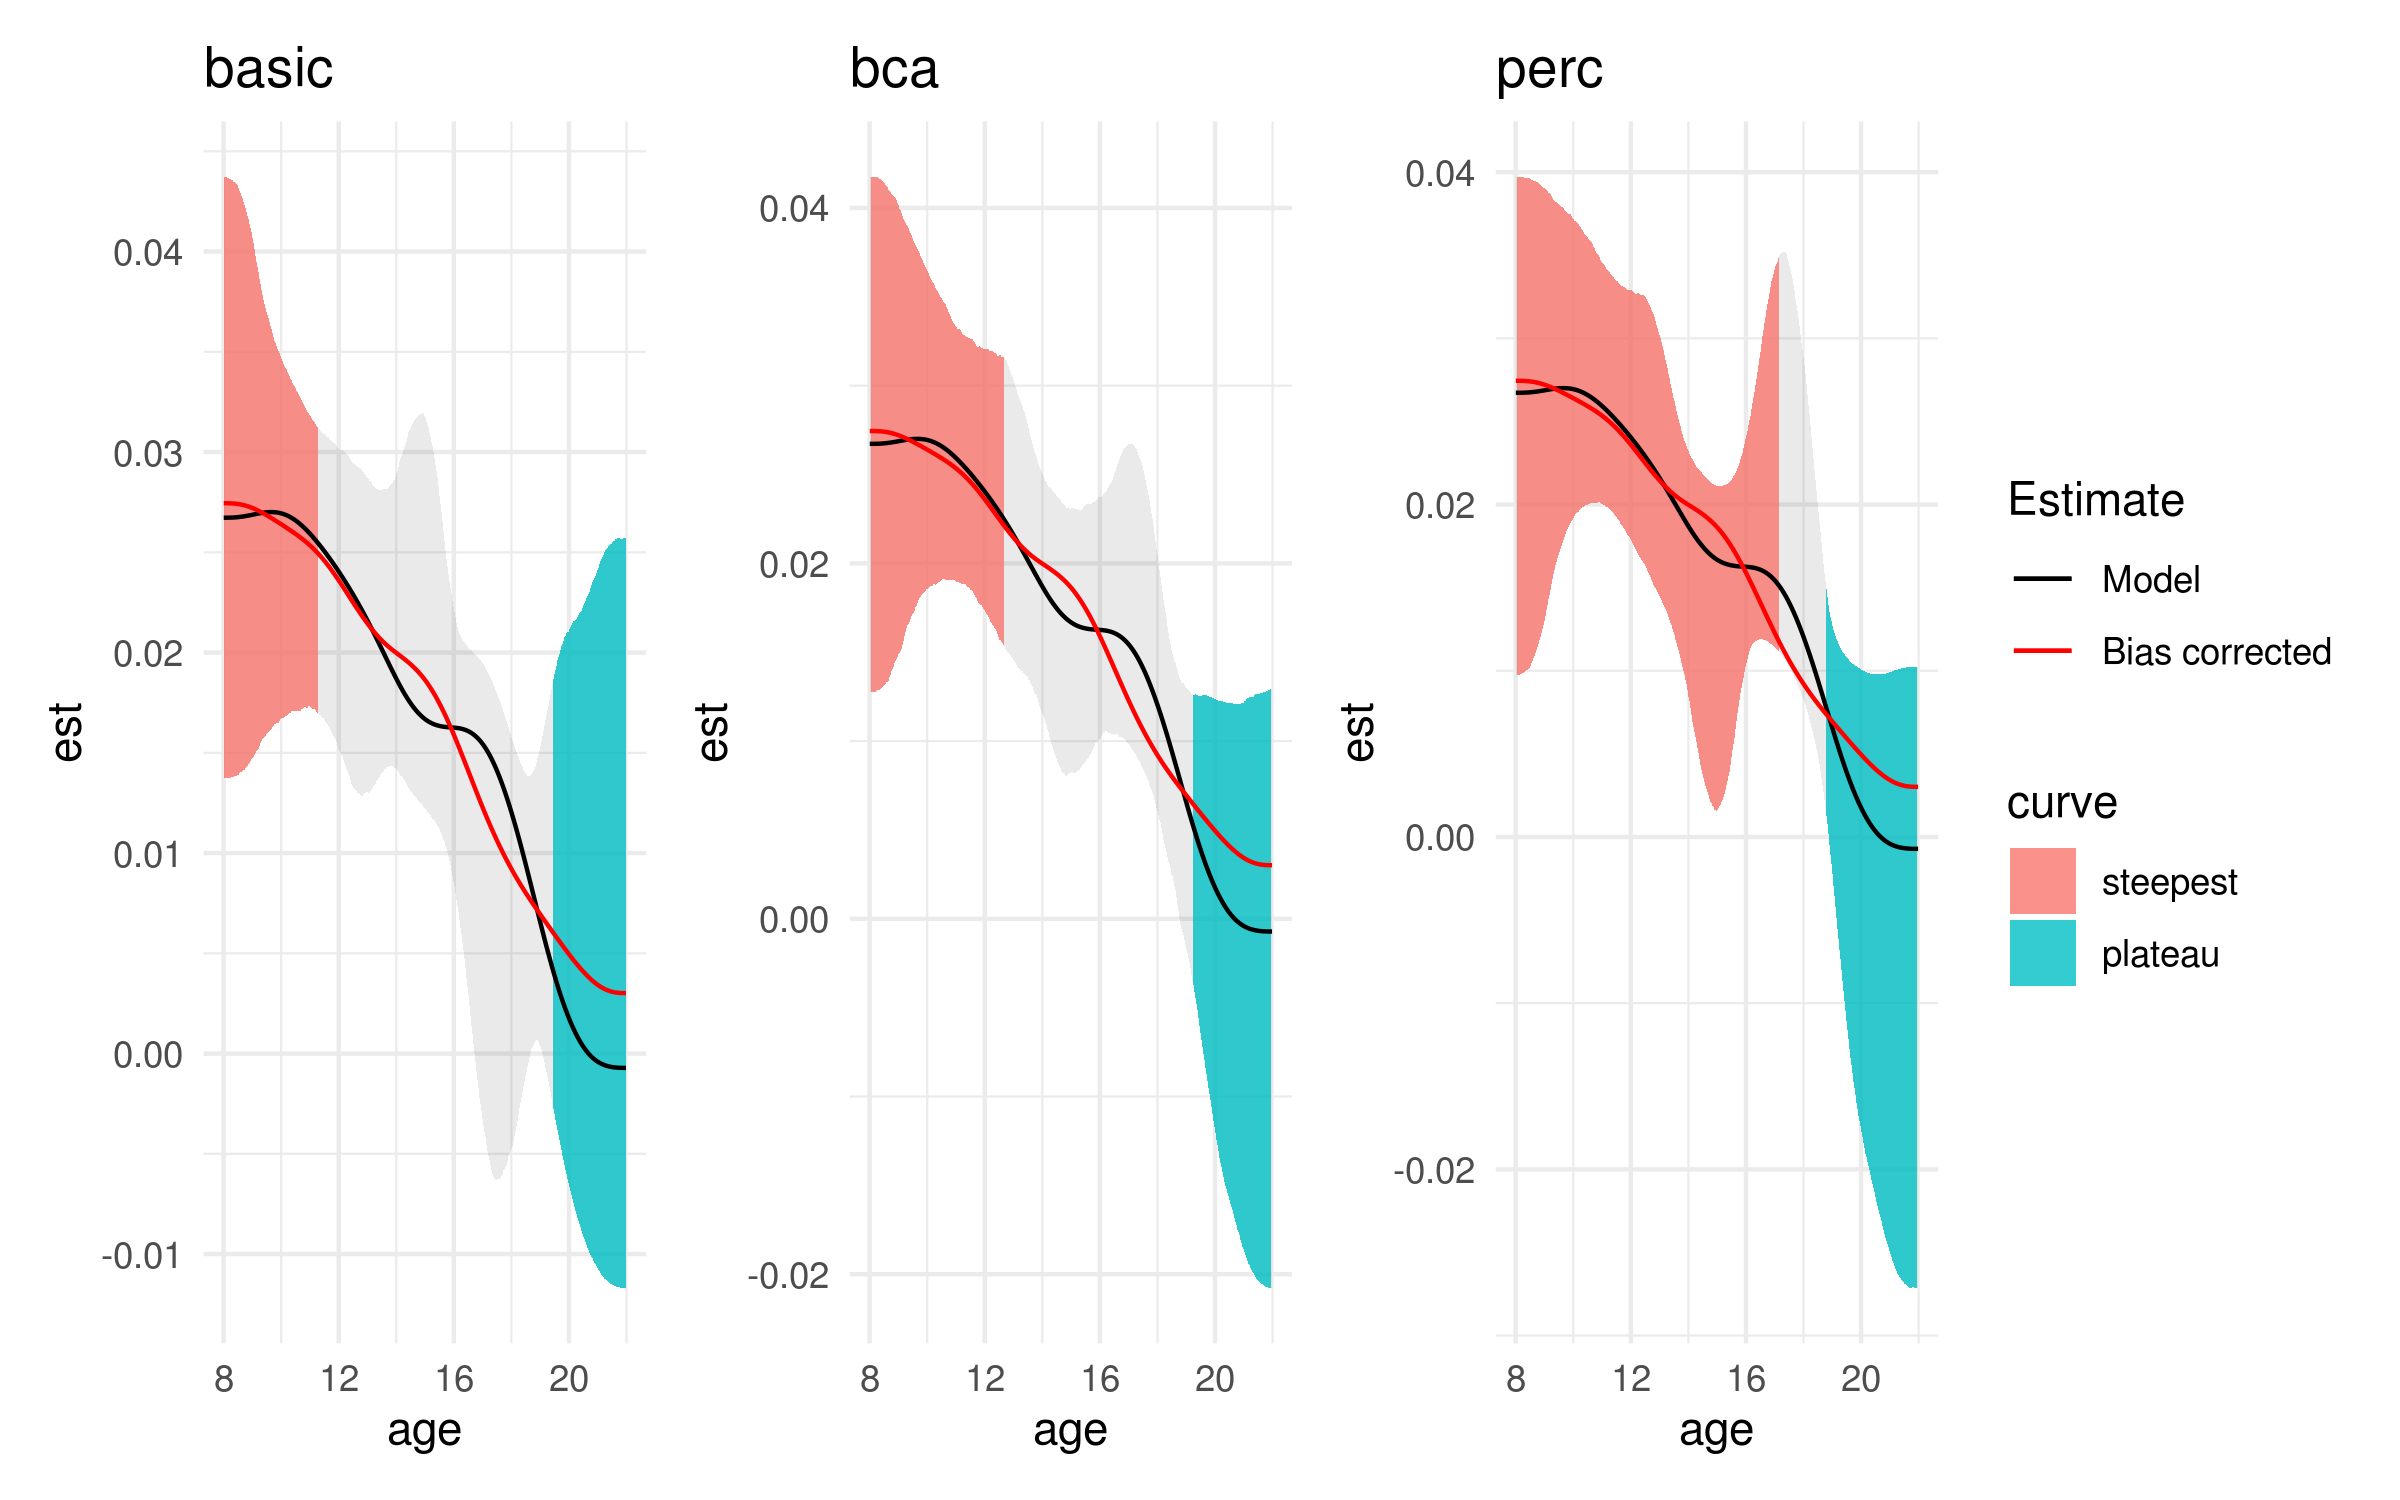 basic
0.04
0.03
0.02
0.01
0.00
-0.01
est
8 12 16 20
age
bca
0.04
0.02
0.00
-0.02
est
8 12 16 20
age
perc
0.04
0.02
0.00
-0.02
est
8 12 16 20
age
Estimate
Model
Bias corrected
curve
steepest
plateau